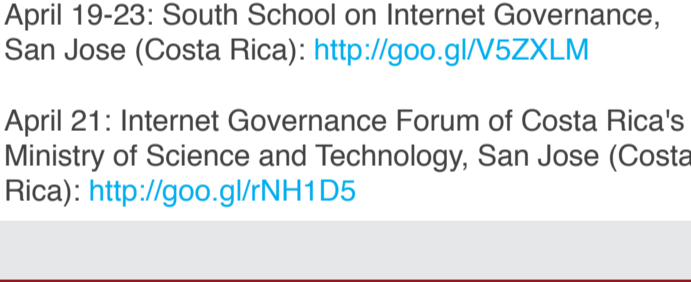 April 19-23: South School on Internet Governance,
San Jose (Costa Rica): http://goo.gl/V5ZXLM
April 21: Internet Governance Forum of Costa Rica's
Ministry of Science and Technology, San Jose (Costa
Rica): http://goo.gl/rNH1D5